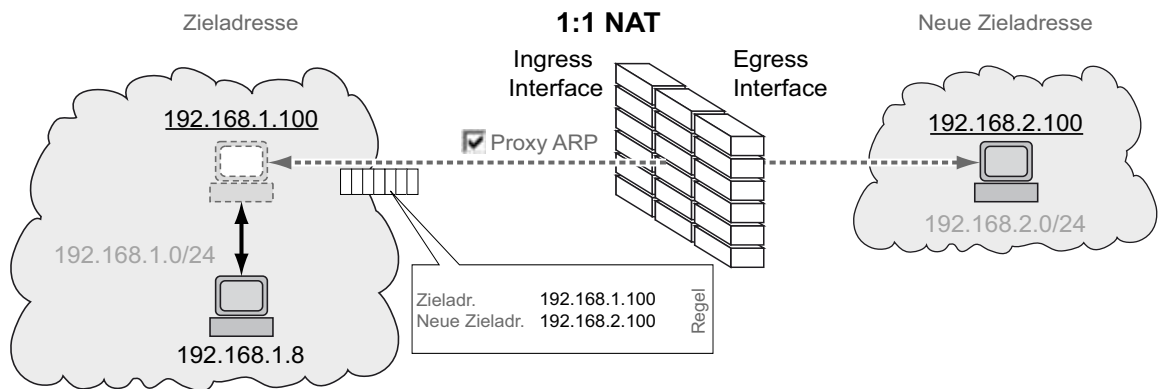 Zieladresse
1:1 NAT
Neue Zieladresse
Ingress
Interface
Egress
Interface
192.168.1.100
Proxy ARP
192.168.2.100
192.168.1.0/24
192.168.2.0/24
Zieladr. 192.168.1.100
Neue Zieladr. 192.168.2.100
Regel
192.168.1.8